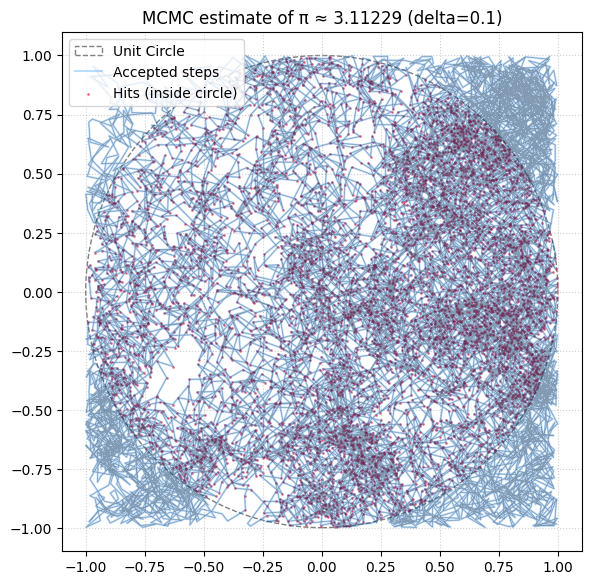 MCMC estimate of π ≈ 3.11229 (delta=0.1)
Unit Circle
Accepted steps
Hits (inside circle)
1.00
0.75
0.50
0.25
0.00
−0.25
−0.50
−0.75
−1.00
−1.00 −0.75 −0.50 −0.25 0.00 0.25 0.50 0.75 1.00